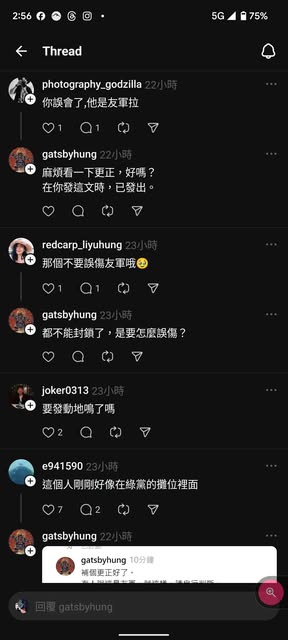 2:56
5G
75%
Thread
photography_godzilla 22小時
你誤會了,他是友軍拉
1 1
gatsbyhung 22小時
麻煩看一下更正，好嗎？
在你發這文時，已發出。
redcarp_liyuhung 23小時
那個不要誤傷友軍哦🥹
1 1
gatsbyhung 23小時
都不能封鎖了，是要怎麼誤傷？
joker0313 23小時
要發動地鳴了嗎
2
e941590 23小時
這個人剛剛好像在綠黨的攤位裡面
7 2
gatsbyhung 22小時
gatsbyhung 10分鐘
補個更正好了。
回覆 gatsbyhung